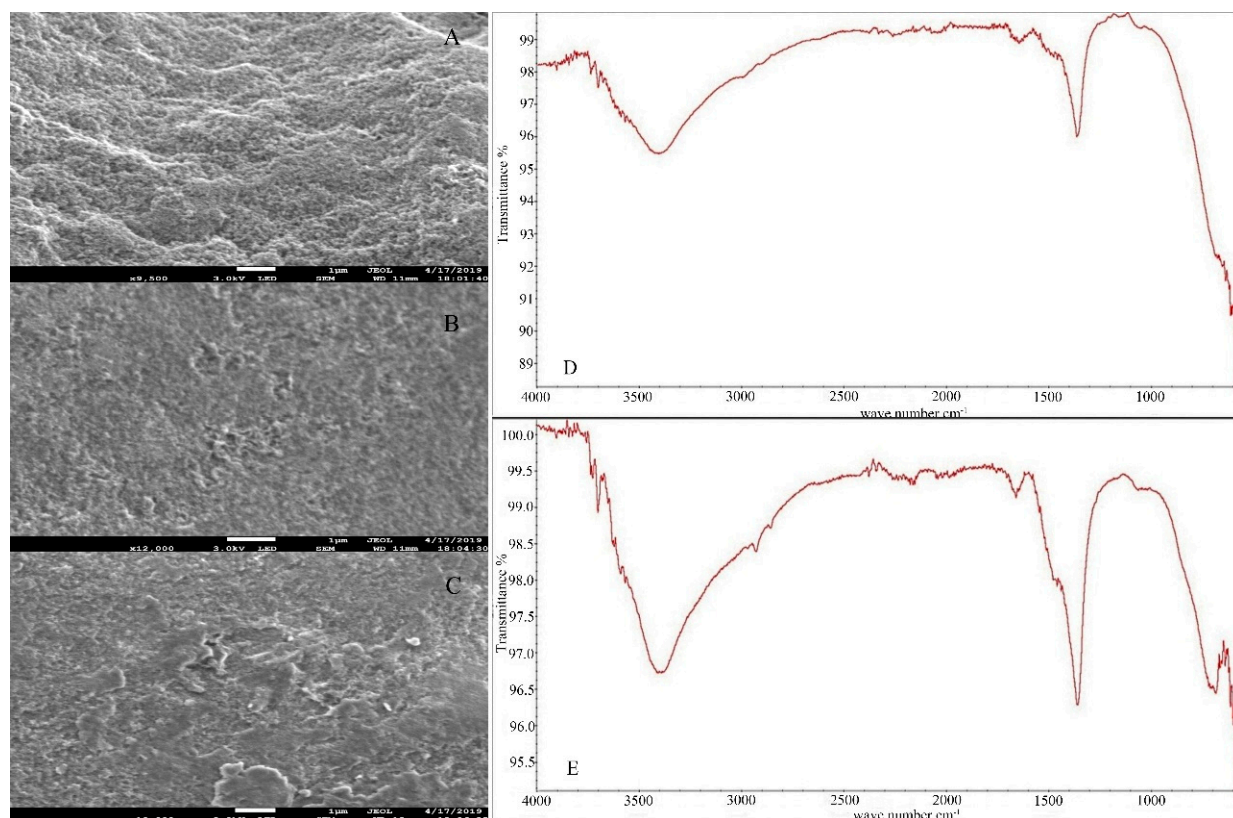 A
x9,500 3.0kV LED SEM 1µm JEOL 4/17/2019
WD 11mm 18:01:40
B
x12,000 3.0kV LED SEM 1µm JEOL 4/17/2019
WD 11mm 18:04:30
C
1µm JEOL 4/17/2019
99
98
97
96
95
94
93
92
91
90
89
Transmittance %
D
4000 3500 3000 2500 2000 1500 1000
wave number cm-1
100.0
99.5
99.0
98.5
98.0
97.5
97.0
96.5
96.0
95.5
Transmittance %
E
4000 3500 3000 2500 2000 1500 1000
wave number cm-1